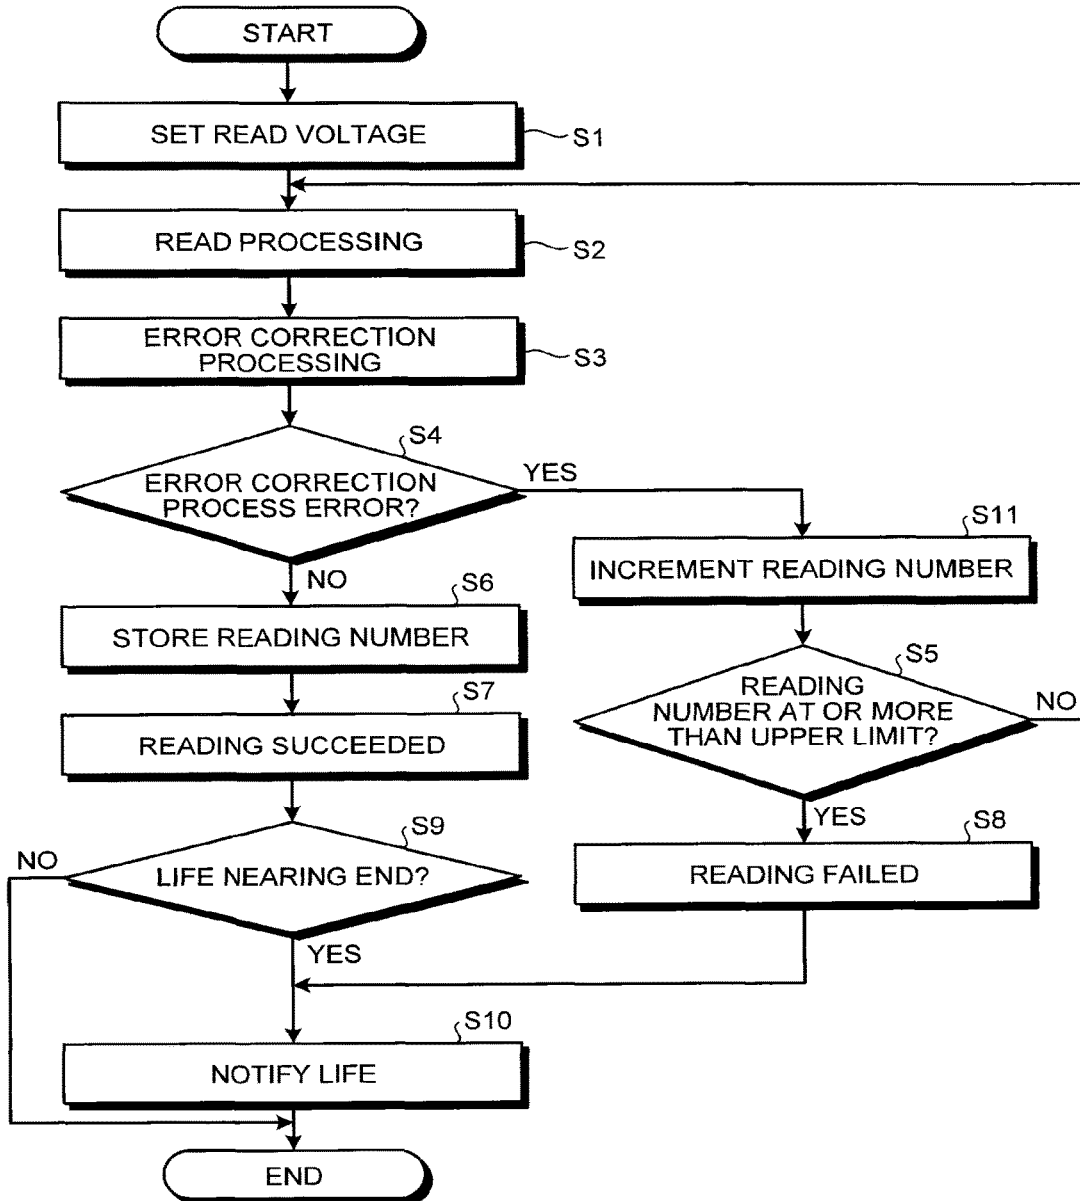 START
SET READ VOLTAGE
S1
READ PROCESSING
S2
ERROR CORRECTION
PROCESSING
S3
S4
ERROR CORRECTION
PROCESS ERROR?
YES
NO
S11
INCREMENT READING NUMBER
S6
STORE READING NUMBER
S5
READING
NUMBER AT OR MORE
THAN UPPER LIMIT?
NO
YES
S7
READING SUCCEEDED
S8
READING FAILED
S9
LIFE NEARING END?
NO
YES
S10
NOTIFY LIFE
END